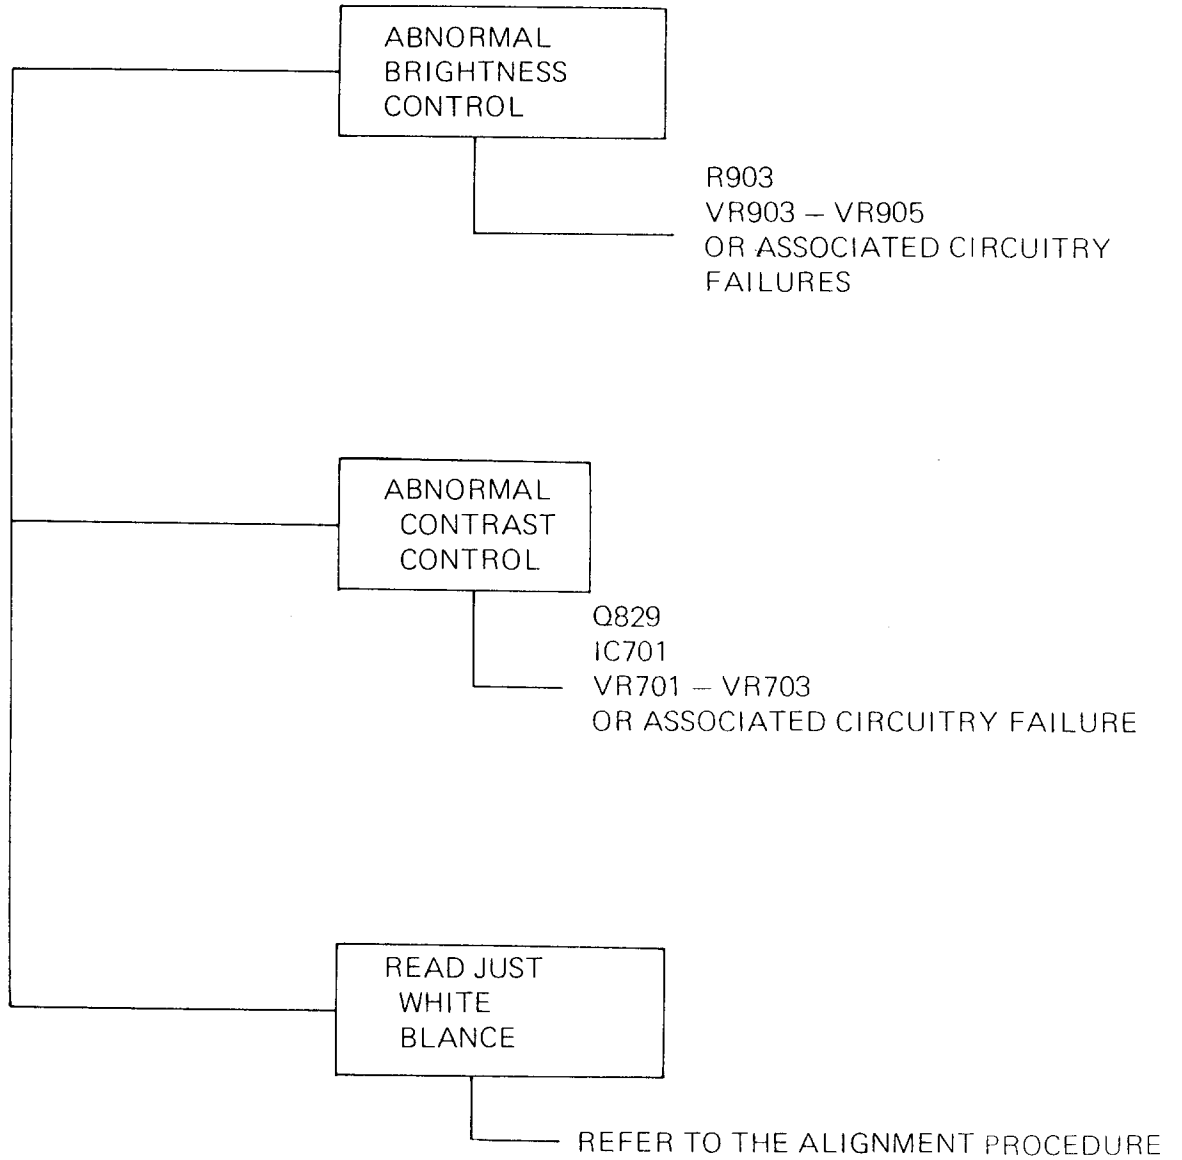 ABNORMAL
BRIGHTNESS
CONTROL
R903
VR903 – VR905
OR ASSOCIATED CIRCUITRY
FAILURES
ABNORMAL
CONTRAST
CONTROL
Q829
IC701
VR701 – VR703
OR ASSOCIATED CIRCUITRY FAILURE
READ JUST
WHITE
BLANCE
REFER TO THE ALIGNMENT PROCEDURE